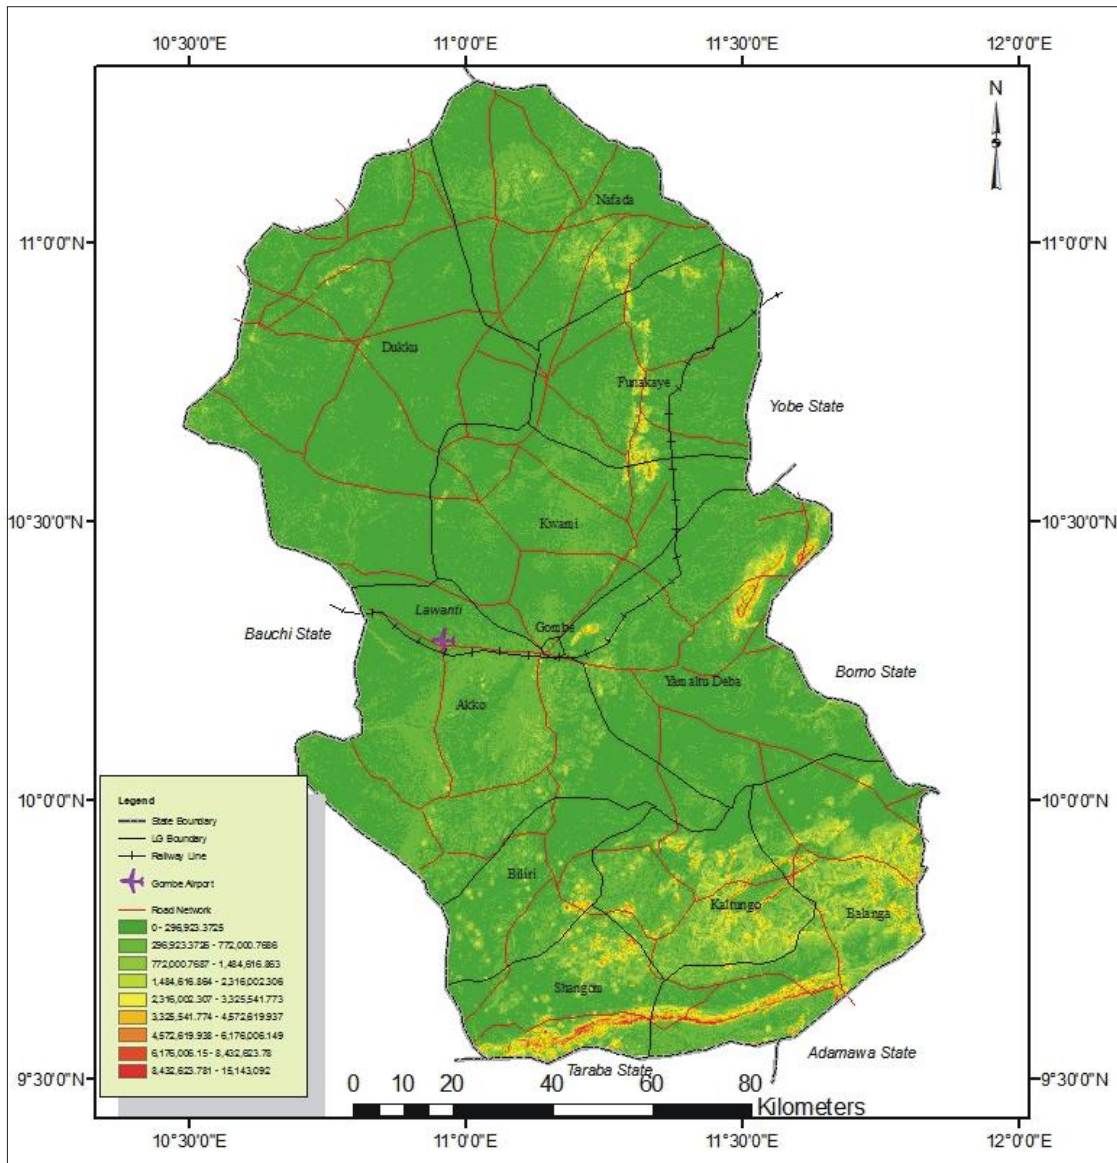 10°30'0"E 11°0'0"E 11°30'0"E 12°0'0"E
N
Nafada
11°0'0"N 11°0'0"N
Dukku
Funakaye
Yobe State
10°30'0"N 10°30'0"N
Kwami
Lawanti
Gombe
Bauchi State
Yamaltu Deba
Borno State
Akko
10°0'0"N 10°0'0"N
Legend
State Boundary
LG Boundary
Railway Line
Gombe Airport
Road Network
0 - 296,923.3725
296,923.3726 - 772,000.7686
772,000.7687 - 1,484,616.863
1,484,616.864 - 2,316,002.306
2,316,002.307 - 3,325,541.773
3,325,541.774 - 4,572,619.937
4,572,619.938 - 6,176,006.149
6,176,006.15 - 8,432,623.78
8,432,623.781 - 15,143,092
Biliri
Kaltungo
Balanga
Shangom
Adamawa State
Taraba State
9°30'0"N 9°30'0"N
0 10 20 40 60 80
Kilometers
10°30'0"E 11°0'0"E 11°30'0"E 12°0'0"E